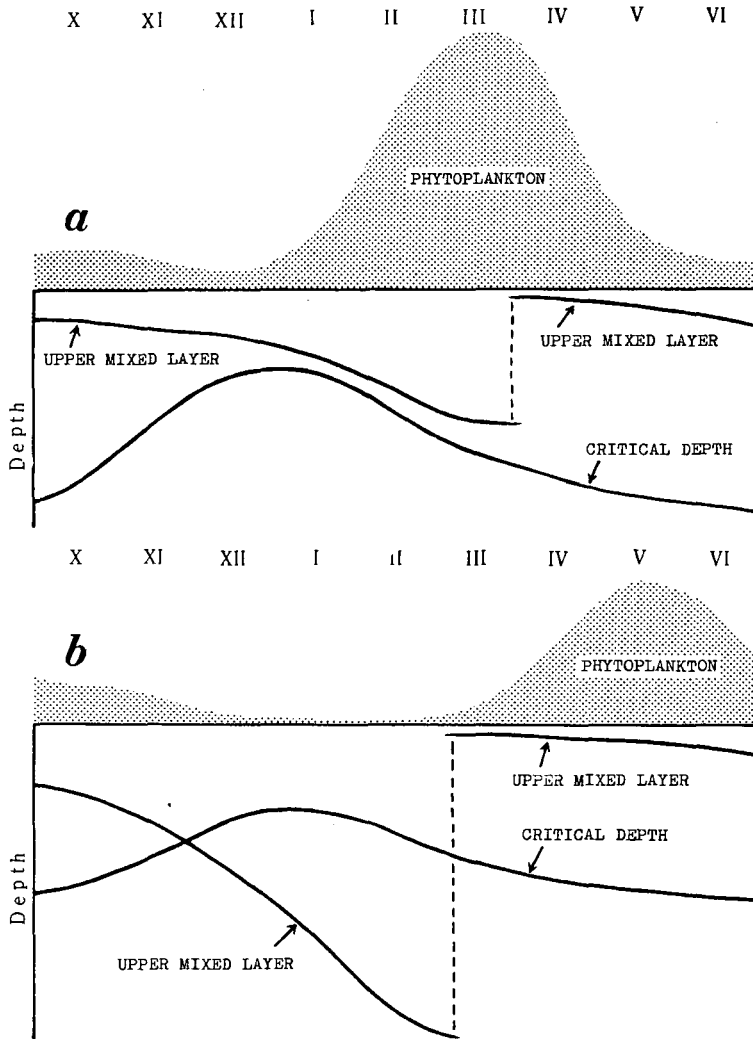 X XI XII I II III IV V VI
PHYTOPLANKTON
a
UPPER MIXED LAYER
UPPER MIXED LAYER
CRITICAL DEPTH
Depth
X XI XII I II III IV V VI
b
PHYTOPLANKTON
UPPER MIXED LAYER
CRITICAL DEPTH
UPPER MIXED LAYER
Depth